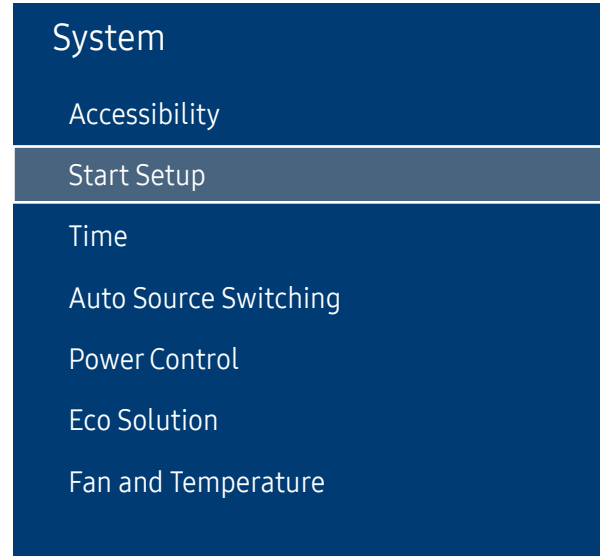 System
Accessibility
Start Setup
Time
Auto Source Switching
Power Control
Eco Solution
Fan and Temperature